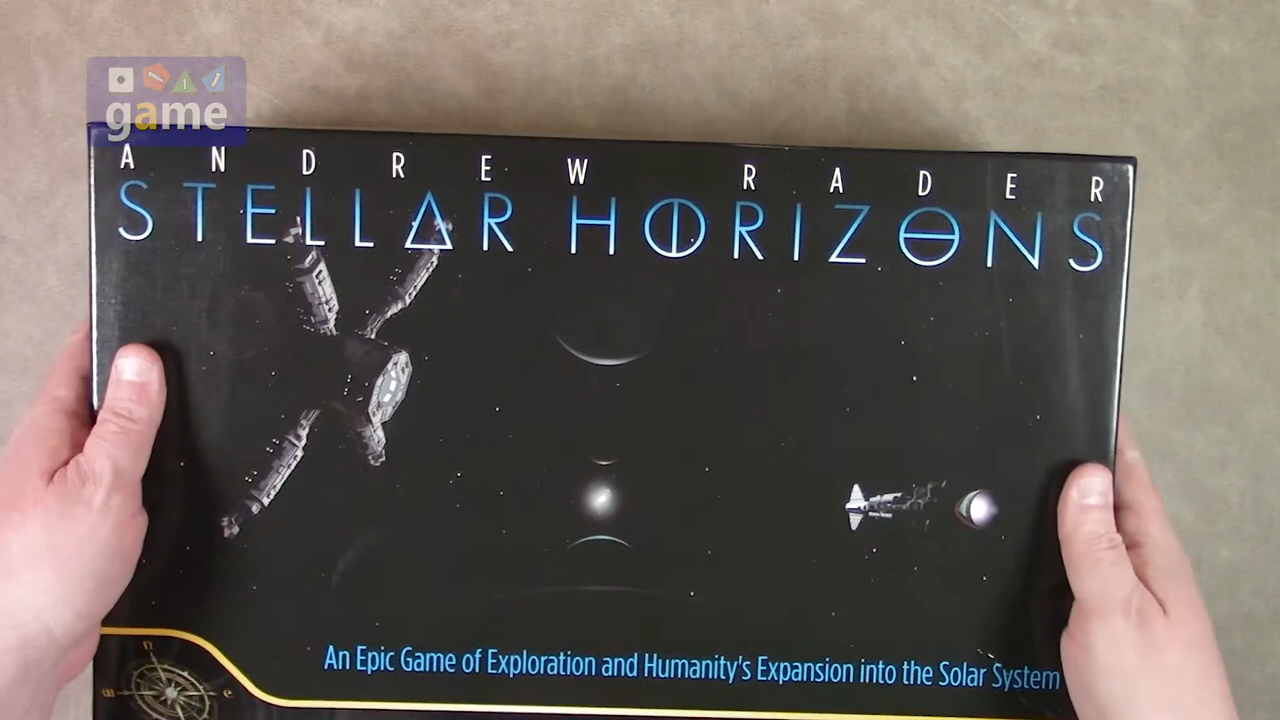 game
ANDREW RADER
STELLAR HORIZONS
An Epic Game of Exploration and Humanity's Expansion into the Solar System